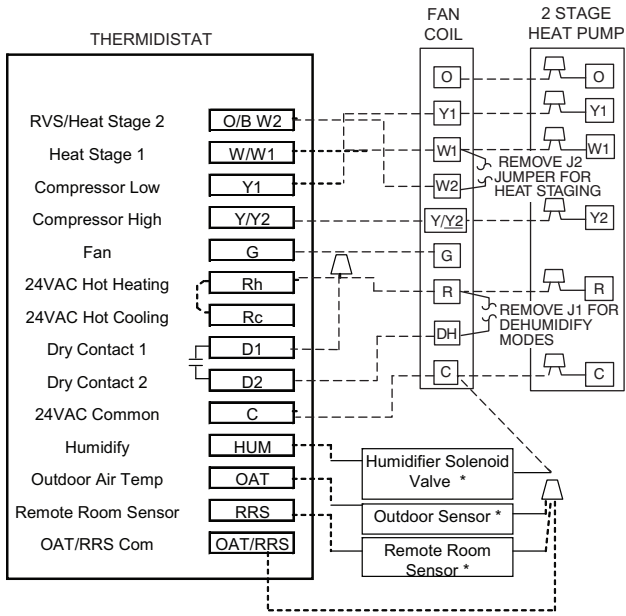 FAN
COIL
2 STAGE
HEAT PUMP
THERMIDISTAT
RVS/Heat Stage 2
O/B W2
Heat Stage 1
W/W1
Compressor Low
Y1
Compressor High
Y/Y2
Fan
G
24VAC Hot Heating
Rh
24VAC Hot Cooling
Rc
Dry Contact 1
D1
Dry Contact 2
D2
24VAC Common
C
Humidify
HUM
Outdoor Air Temp
OAT
Remote Room Sensor
RRS
OAT/RRS Com
OAT/RRS
O
Y1
W1
W2
Y/Y2
G
R
DH
C
REMOVE J2
JUMPER FOR
HEAT STAGING
REMOVE J1 FOR
DEHUMIDIFY
MODES
O
Y1
W1
Y2
R
C
Humidifier Solenoid
Valve *
Outdoor Sensor *
Remote Room
Sensor *